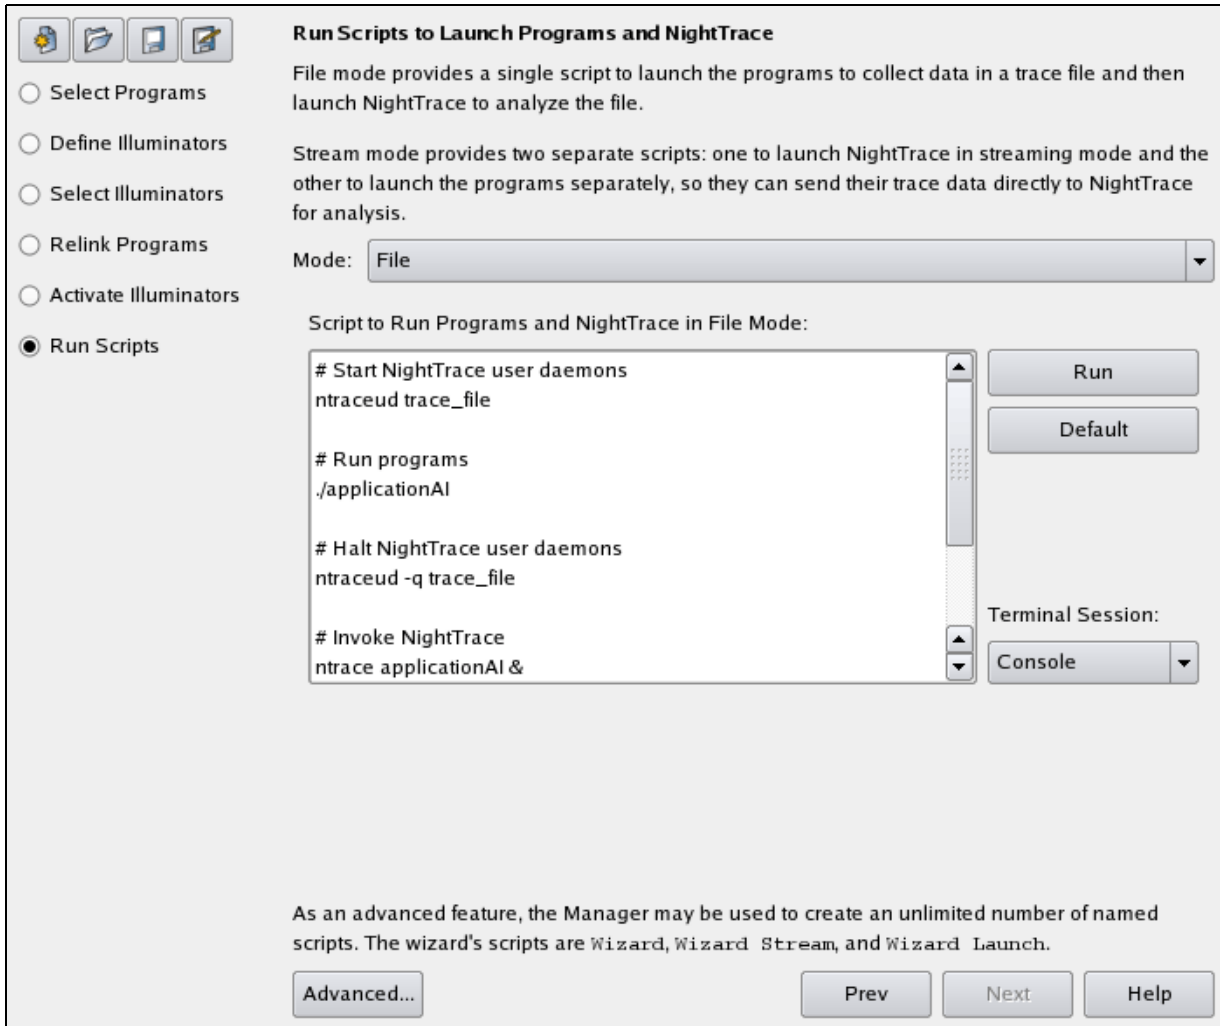 Select Programs
Define Illuminators
Select Illuminators
Relink Programs
Activate Illuminators
Run Scripts
Run Scripts to Launch Programs and NightTrace
File mode provides a single script to launch the programs to collect data in a trace file and then
launch NightTrace to analyze the file.
Stream mode provides two separate scripts: one to launch NightTrace in streaming mode and the
other to launch the programs separately, so they can send their trace data directly to NightTrace
for analysis.
Mode: File
Script to Run Programs and NightTrace in File Mode:
# Start NightTrace user daemons
ntraceud trace_file
# Run programs
./applicationAI
# Halt NightTrace user daemons
ntraceud -q trace_file
# Invoke NightTrace
ntrace applicationAI &
Run
Default
Terminal Session:
Console
As an advanced feature, the Manager may be used to create an unlimited number of named
scripts. The wizard's scripts are Wizard, Wizard Stream, and Wizard Launch.
Advanced... Prev Next Help